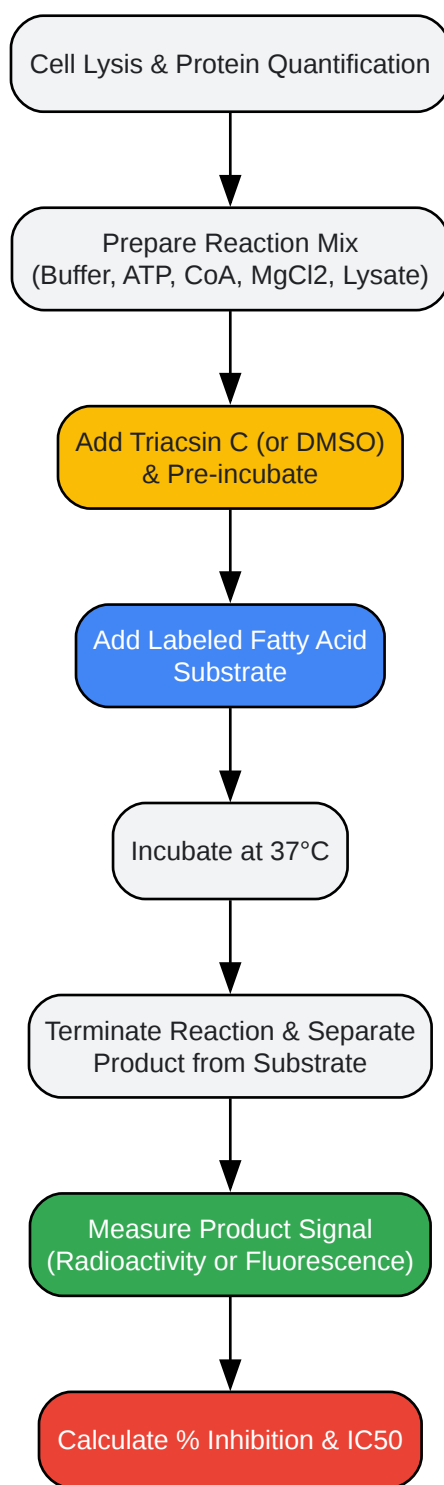 Cell Lysis & Protein Quantification
Prepare Reaction Mix
(Buffer, ATP, CoA, MgCl2, Lysate)
Add Triacsin C (or DMSO)
& Pre-incubate
Add Labeled Fatty Acid
Substrate
Incubate at 37°C
Terminate Reaction & Separate
Product from Substrate
Measure Product Signal
(Radioactivity or Fluorescence)
Calculate % Inhibition & IC50